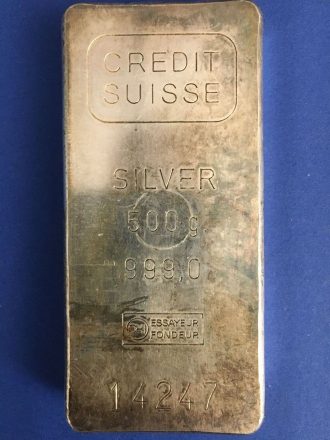 CREDIT
SUISSE
SILVER
500 g.
999,0
ESSAYEUR
FONDEUR
14247